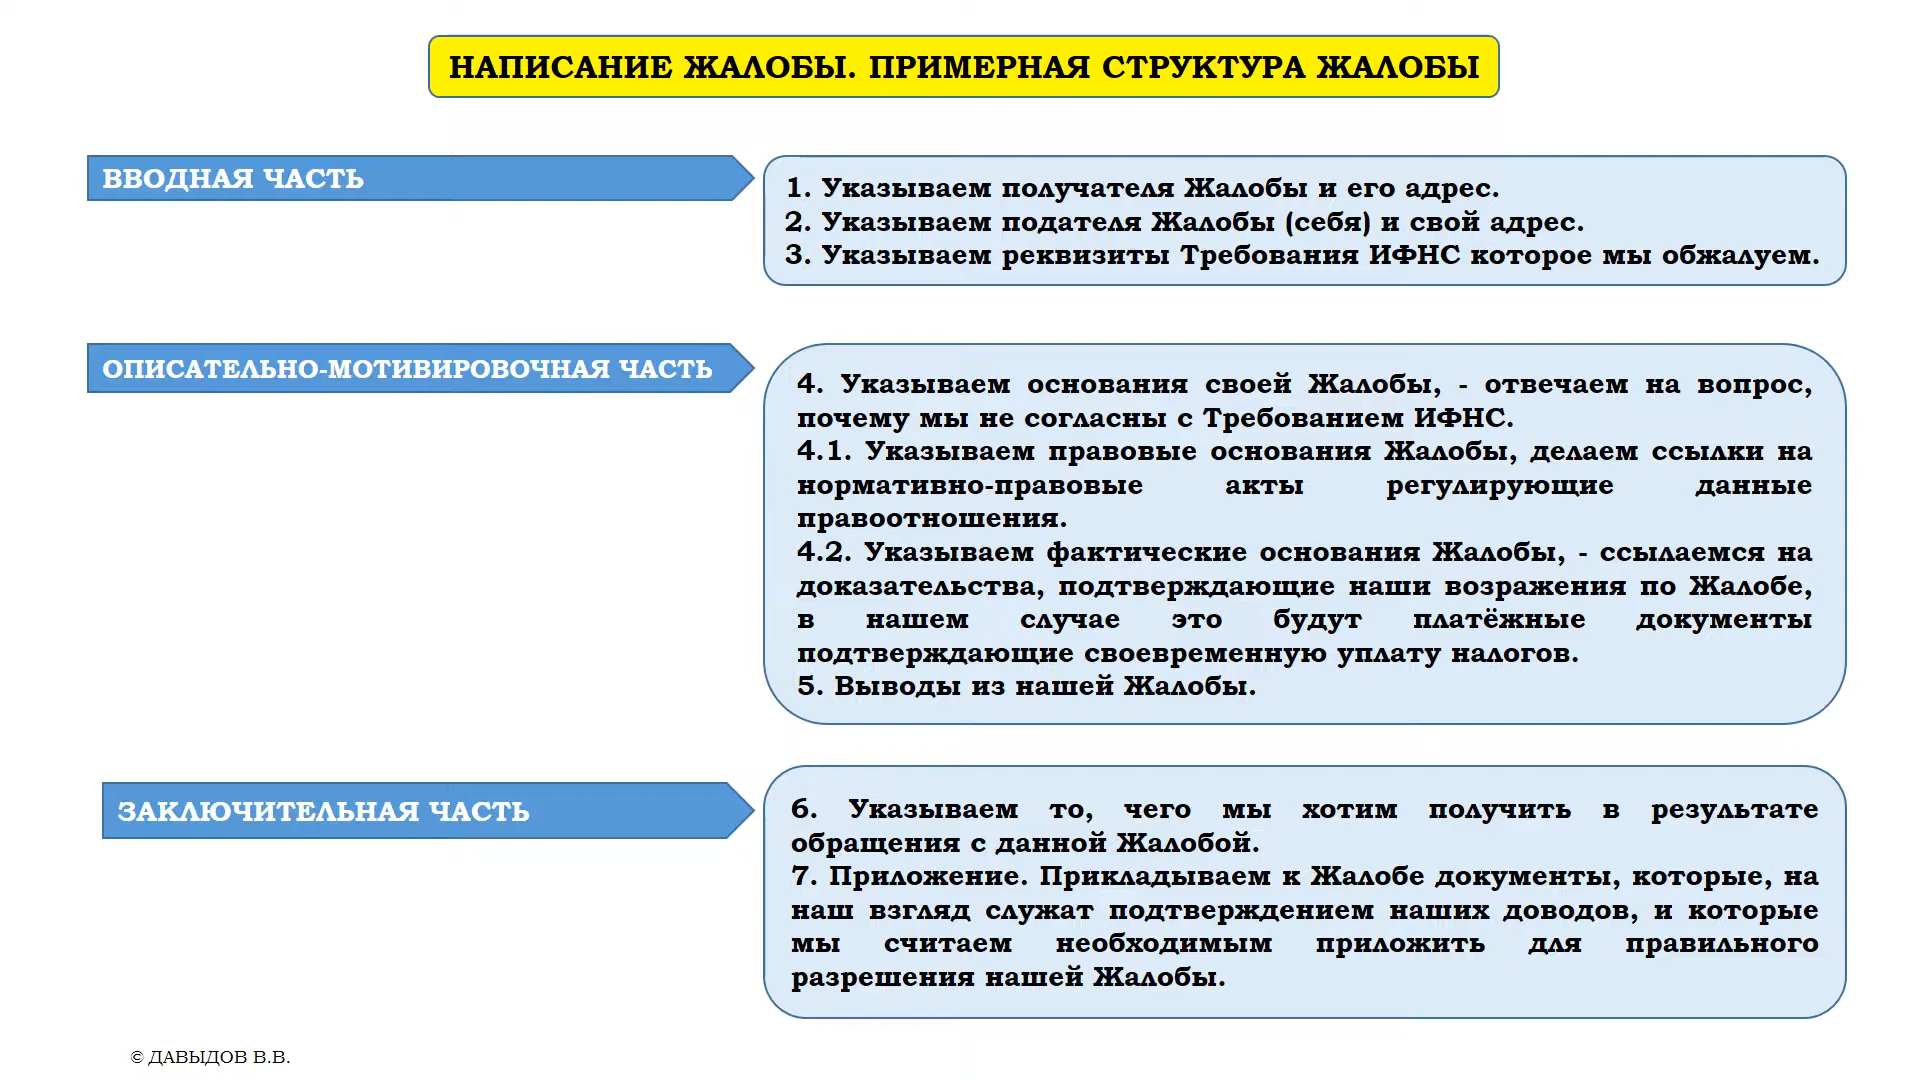 НАПИСАНИЕ ЖАЛОБЫ. ПРИМЕРНАЯ СТРУКТУРА ЖАЛОБЫ
ВВОДНАЯ ЧАСТЬ
1. Указываем получателя Жалобы и его адрес.
2. Указываем подателя Жалобы (себя) и свой адрес.
3. Указываем реквизиты Требования ИФНС которое мы обжалуем.
ОПИСАТЕЛЬНО-МОТИВИРОВОЧНАЯ ЧАСТЬ
4. Указываем основания своей Жалобы, - отвечаем на вопрос,
почему мы не согласны с Требованием ИФНС.
4.1. Указываем правовые основания Жалобы, делаем ссылки на
нормативно-правовые акты регулирующие данные
правоотношения.
4.2. Указываем фактические основания Жалобы, - ссылаемся на
доказательства, подтверждающие наши возражения по Жалобе,
в нашем случае это будут платёжные документы
подтверждающие своевременную уплату налогов.
5. Выводы из нашей Жалобы.
ЗАКЛЮЧИТЕЛЬНАЯ ЧАСТЬ
6. Указываем то, чего мы хотим получить в результате
обращения с данной Жалобой.
7. Приложение. Прикладываем к Жалобе документы, которые, на
наш взгляд служат подтверждением наших доводов, и которые
мы считаем необходимым приложить для правильного
разрешения нашей Жалобы.
© ДАВЫДОВ В.В.